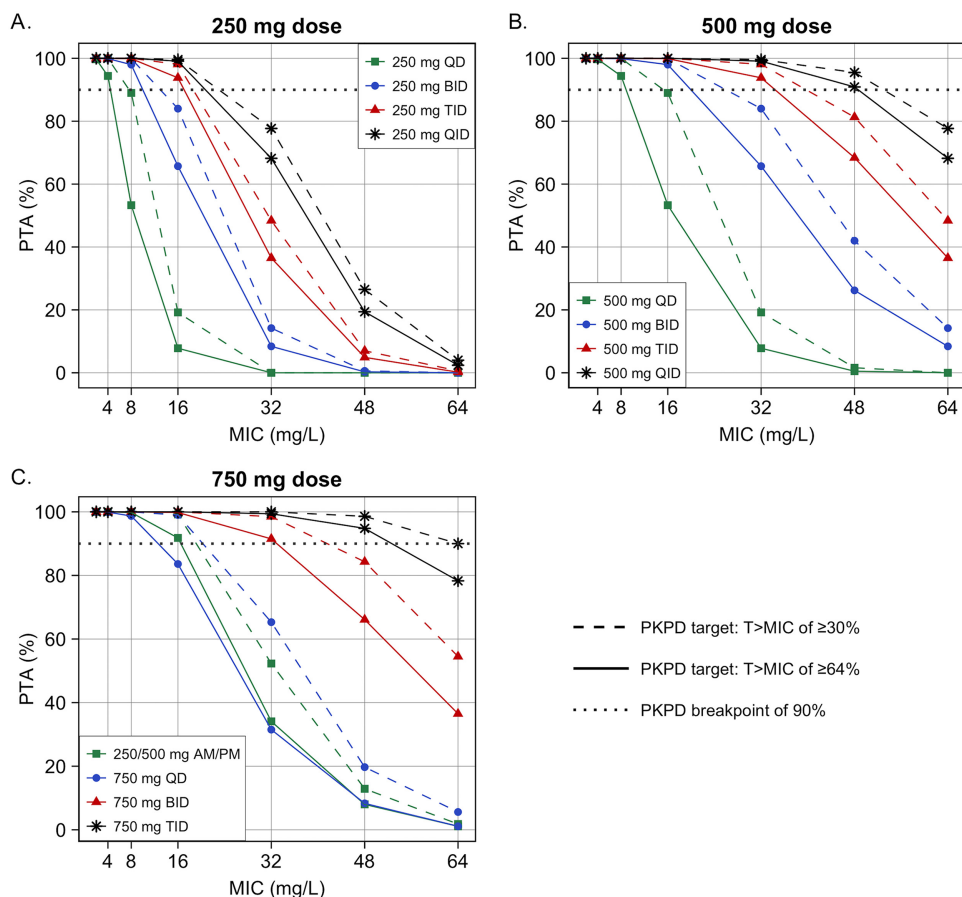 A.
250 mg dose
PTA (%)
100
80
60
40
20
0
250 mg QD
250 mg BID
250 mg TID
250 mg QID
4 8 16 32 48 64
MIC (mg/L)
B.
500 mg dose
PTA (%)
100
80
60
40
20
0
500 mg QD
500 mg BID
500 mg TID
500 mg QID
4 8 16 32 48 64
MIC (mg/L)
C.
750 mg dose
PTA (%)
100
80
60
40
20
0
250/500 mg AM/PM
750 mg QD
750 mg BID
750 mg TID
4 8 16 32 48 64
MIC (mg/L)
PKPD target: T>MIC of ≥30%
PKPD target: T>MIC of ≥64%
PKPD breakpoint of 90%